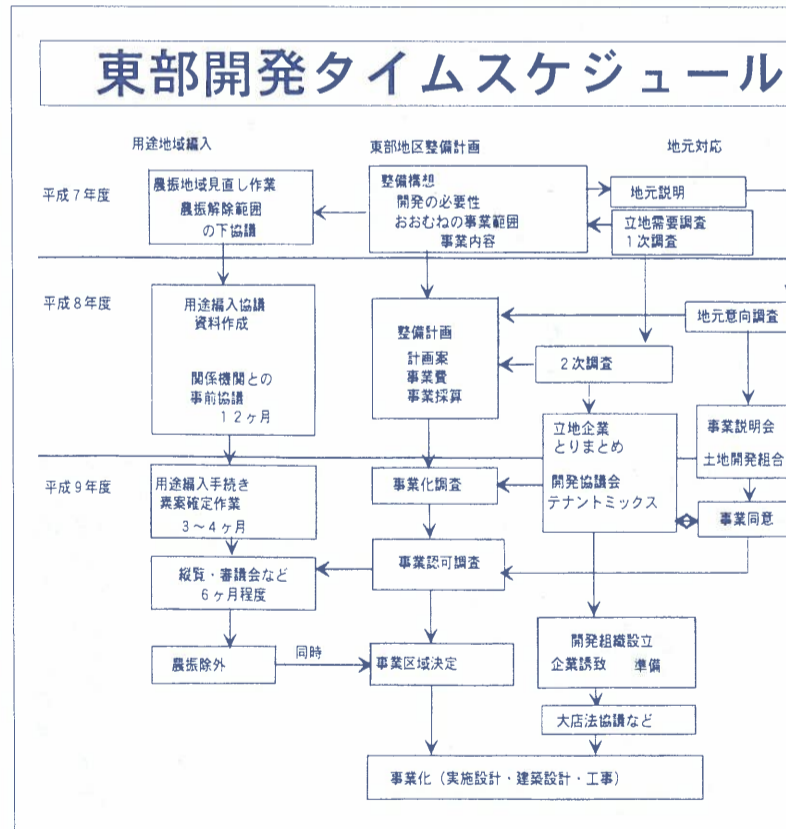 東部開発タイムスケジュール
用途地域編入
東部地区整備計画
地元対応
平成7年度
農振地域見直し作業
農振解除範囲
の下協議
整備構想
開発の必要性
おおむねの事業範囲
事業内容
地元説明
立地需要調査
1次調査
平成8年度
用途編入協議
資料作成
関係機関との
事前協議
12ヶ月
整備計画
計画案
事業費
事業採算
地元意向調査
2次調査
立地企業
とりまとめ
開発協議会
テナントミックス
事業説明会
土地開発組合
平成9年度
用途編入手続き
素案確定作業
3~4ヶ月
事業化調査
事業同意
縦覧・審議会など
6ヶ月程度
事業認可調査
農振除外
同時
事業区域決定
開発組織設立
企業誘致 準備
大店法協議など
事業化(実施設計・建築設計・工事)